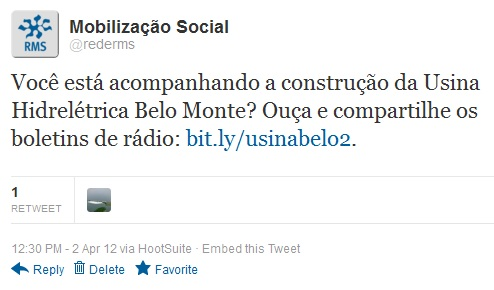 RMS
Mobilização Social
@rederms
Você está acompanhando a construção da Usina
Hidrelétrica Belo Monte? Ouça e compartilhe os
boletins de rádio: bit.ly/usinabelo2.
1
RETWEET
12:30 PM - 2 Apr 12 via HootSuite · Embed this Tweet
Reply Delete Favorite